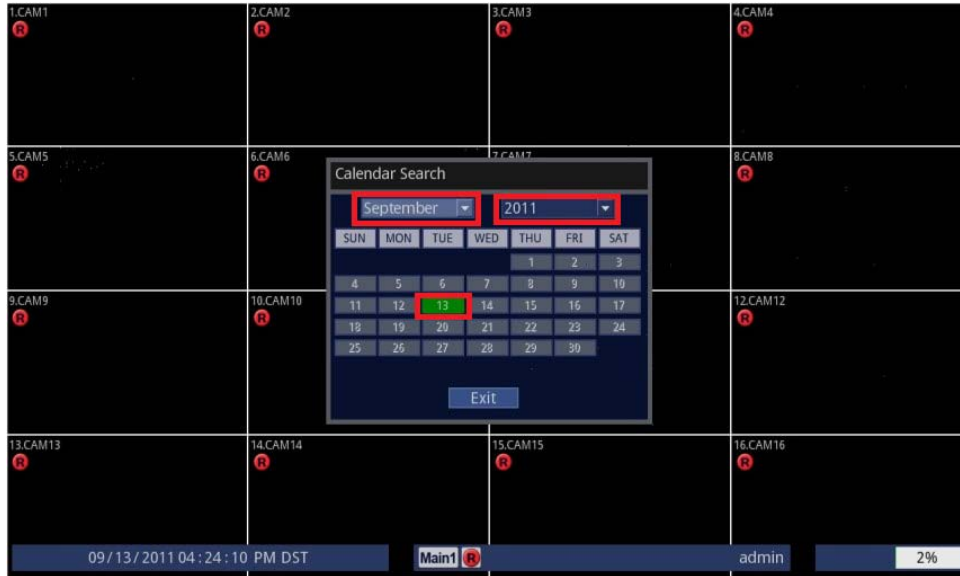 1.CAM1 2.CAM2 3.CAM3 4.CAM4
R R R R
5.CAM5 6.CAM6 7.CAM7 8.CAM8
R R R
Calendar Search
September 2011
SUN MON TUE WED THU FRI SAT
1 2 3
4 5 6 7 8 9 10
9.CAM9 10.CAM10 12.CAM12
11 12 13 14 15 16 17
R R R
18 19 20 21 22 23 24
25 26 27 28 29 30
Exit
13.CAM13 14.CAM14 15.CAM15 16.CAM16
R R R R
09/13/2011 04:24:10 PM DST Main1 R admin 2%